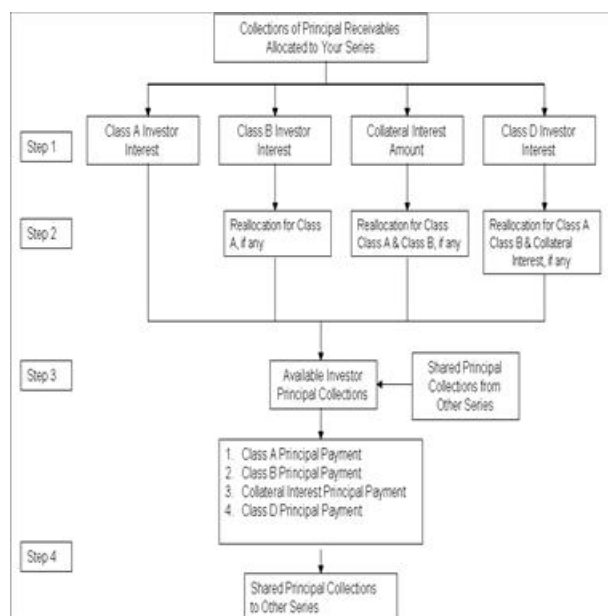 Collections of Principal Receivables
Allocated to Your Series
Step 1
Class A Investor
Interest
Class B Investor
Interest
Collateral Interest
Amount
Class D Investor
Interest
Step 2
Reallocation for Class
A, if any
Reallocation for Class
Class A & Class B, if any
Reallocation for Class A
Class B & Collateral
Interest, if any
Step 3
Available Investor
Principal Collections
Shared Principal
Collections from
Other Series
1. Class A Principal Payment
2. Class B Principal Payment
3. Collateral Interest Principal Payment
4. Class D Principal Payment
Step 4
Shared Principal Collections
to Other Series